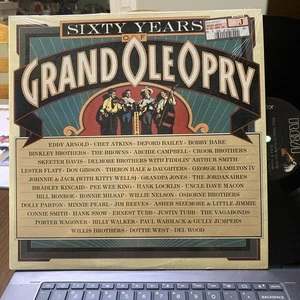 SIXTY YEARS
OF
GRAND OLE OPRY
EDDY ARNOLD · CHET ATKINS · DEFORD BAILEY · BOBBY BARE
BINKLEY BROTHERS · THE BROWNS · ARCHIE CAMPBELL · CROOK BROTHERS
SKEETER DAVIS · DELMORE BROTHERS WITH FIDDLIN' ARTHUR SMITH
LESTER FLATT · DON GIBSON · THERON HALE & DAUGHTERS · GEORGE HAMILTON IV
JOHNNIE & JACK (WITH KITTY WELLS) · GRANDPA JONES · THE JORDANAIRES
BRADLEY KINCAID · PEE WEE KING · HANK LOCKLIN · UNCLE DAVE MACON
BILL MONROE · RONNIE MILSAP · WILLIE NELSON · OSBORNE BROTHERS
DOLLY PARTON · MINNIE PEARL · JIM REEVES · ASHER SIZEMORE & LITTLE JIMMIE
CONNIE SMITH · HANK SNOW · ERNEST TUBB · JUSTIN TUBB · THE VAGABONDS
PORTER WAGONER · BILLY WALKER · PAUL WARMACK & GULLY JUMPERS
WILLIS BROTHERS · DOTTIE WEST · DEL WOOD
RCA